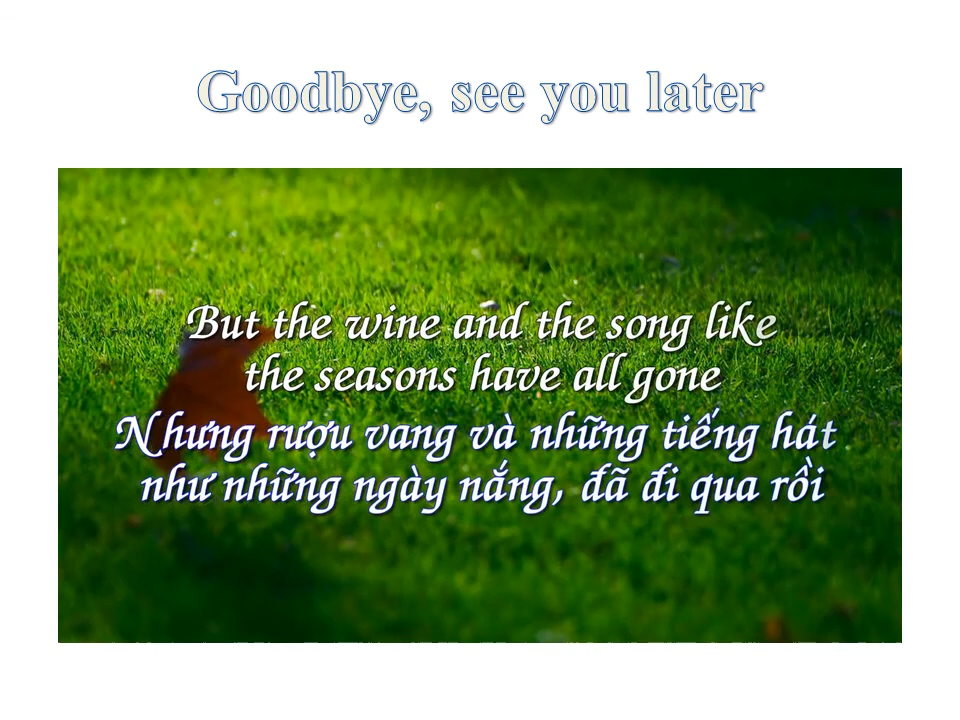 Goodbye, see you later
But the wine and the song like
the seasons have all gone
Nhưng rượu vang và những tiếng hát
như những ngày nắng, đã đi qua rồi